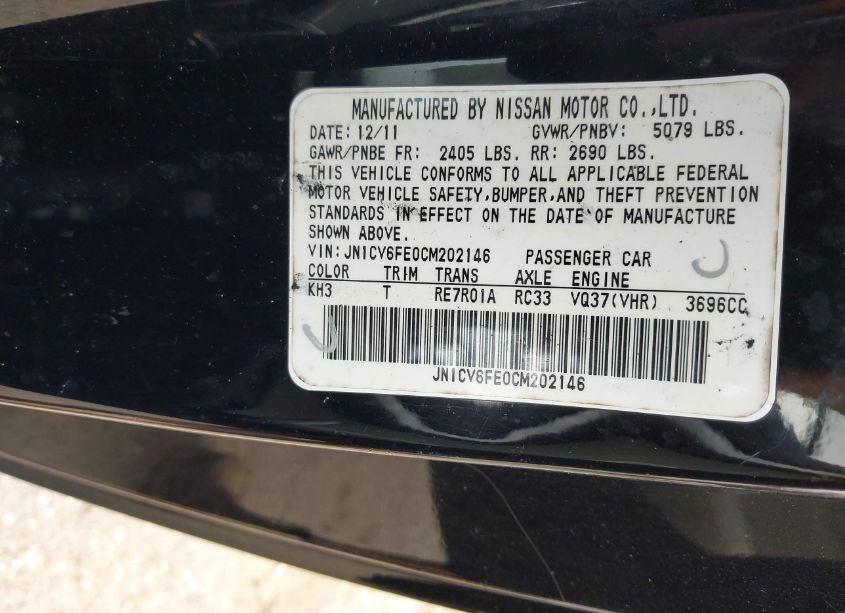 MANUFACTURED BY NISSAN MOTOR CO.,LTD.
DATE: 12/11 GVWR/PNBV: 5079 LBS.
GAWR/PNBE FR: 2405 LBS. RR: 2690 LBS.
THIS VEHICLE CONFORMS TO ALL APPLICABLE FEDERAL
MOTOR VEHICLE SAFETY,BUMPER,AND THEFT PREVENTION
STANDARDS IN EFFECT ON THE DATE OF MANUFACTURE
SHOWN ABOVE.
VIN:JN1CV6FE0CM202146 PASSENGER CAR
COLOR TRIM TRANS AXLE ENGINE
KH3 T RE7R01A RC33 VQ37(VHR) 3696CC
JN1CV6FE0CM202146